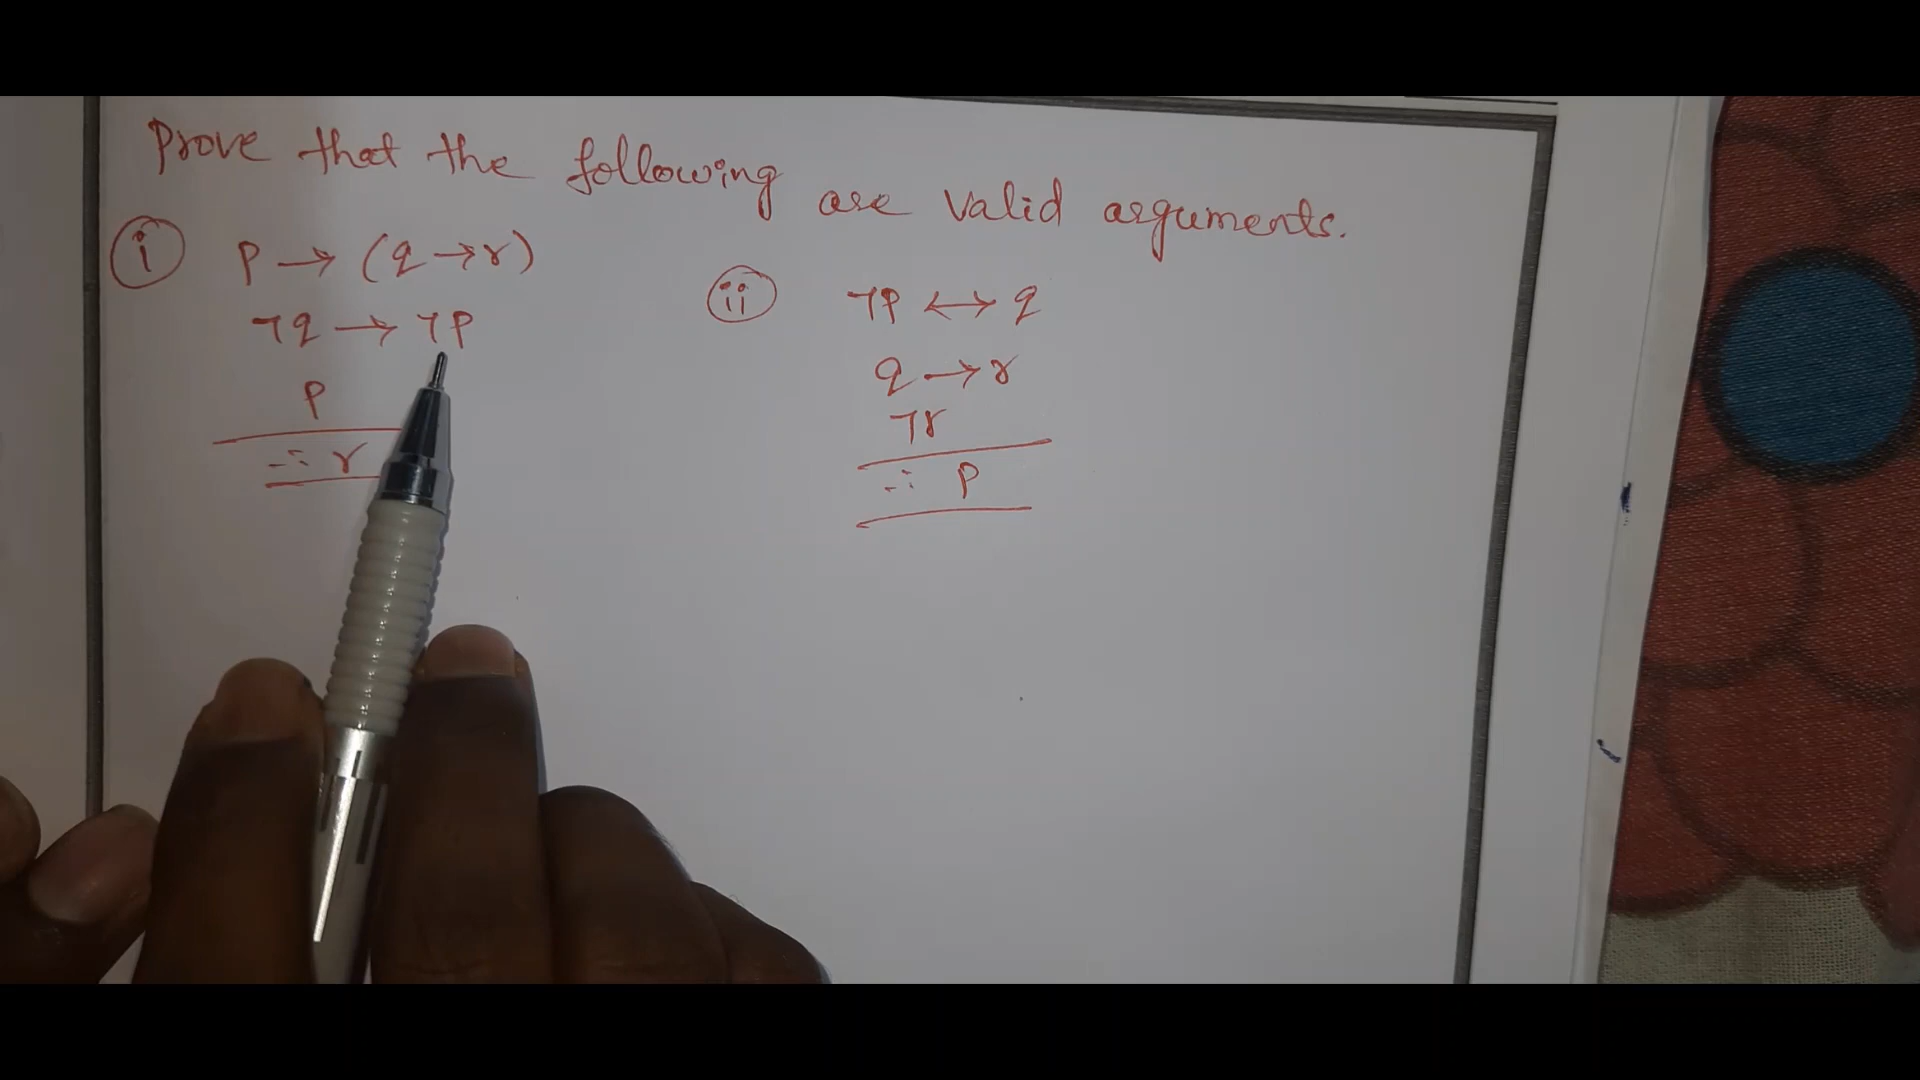 Prove that the following are valid arguments.
(i) p → (q → r)
¬q → ¬p
p
∴ r
(ii) ¬p ↔ q
q → r
¬r
∴ p